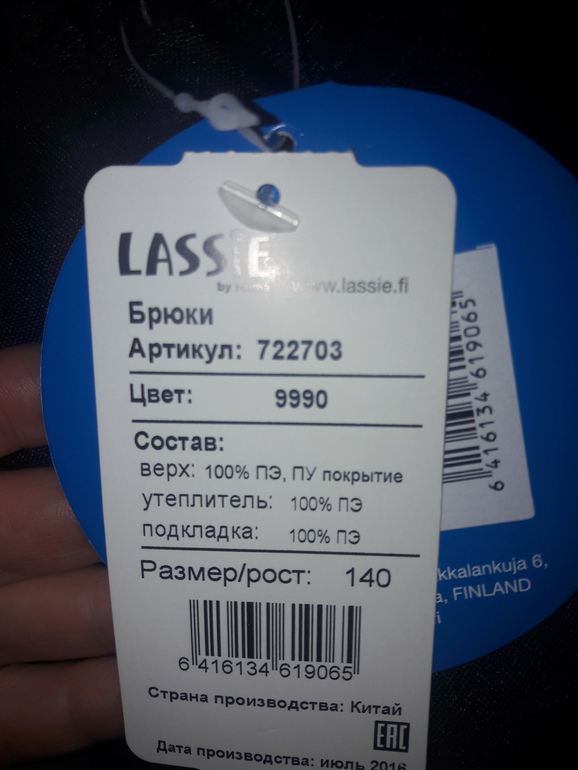 LASSiE
by reima www.lassie.fi
Брюки
Артикул: 722703
Цвет: 9990
Состав:
верх: 100% ПЭ, ПУ покрытие
утеплитель: 100% ПЭ
подкладка: 100% ПЭ
Размер/рост: 140
6 416134 619065
Страна производства: Китай
EAC
Дата производства: июль 2016
6 416134 619065
kkalankuja 6,
a, FINLAND